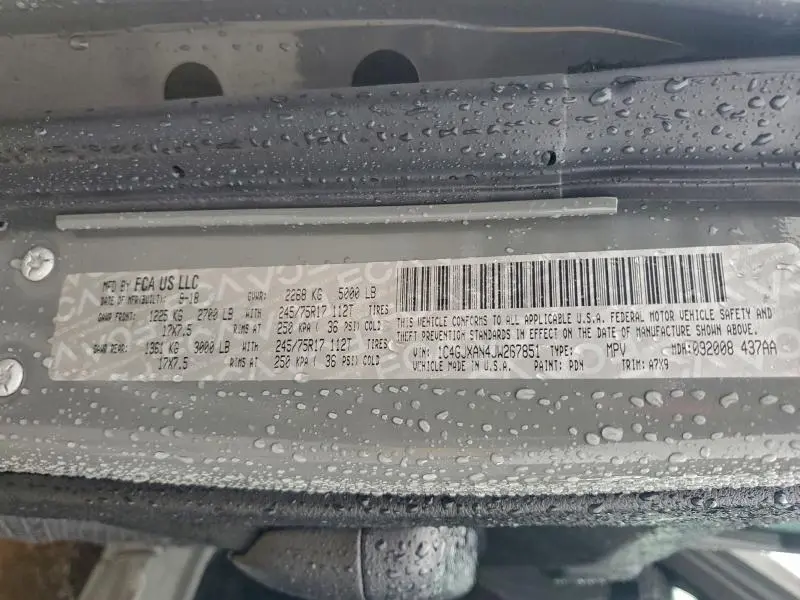 MFD BY FCA US LLC
DATE OF MFR(BUILT): 9-18 GVWR: 2268 KG 5000 LB
GAWR FRONT: 1225 KG 2700 LB WITH 245/75R17 112T TIRES
17X7.5 RIMS AT 250 KPA ( 36 PSI) COLD
GAWR REAR: 1361 KG 3000 LB WITH 245/75R17 112T TIRES
17X7.5 RIMS AT 250 KPA ( 36 PSI) COLD
THIS VEHICLE CONFORMS TO ALL APPLICABLE U.S.A. FEDERAL MOTOR VEHICLE SAFETY AND
THEFT PREVENTION STANDARDS IN EFFECT ON THE DATE OF MANUFACTURE SHOWN ABOVE.
VIN: 1C4GJXAN4JW267851 TYPE: MPV MDH:092008 437AA
VEHICLE MADE IN U.S.A. PAINT: PDN TRIM: A7X9